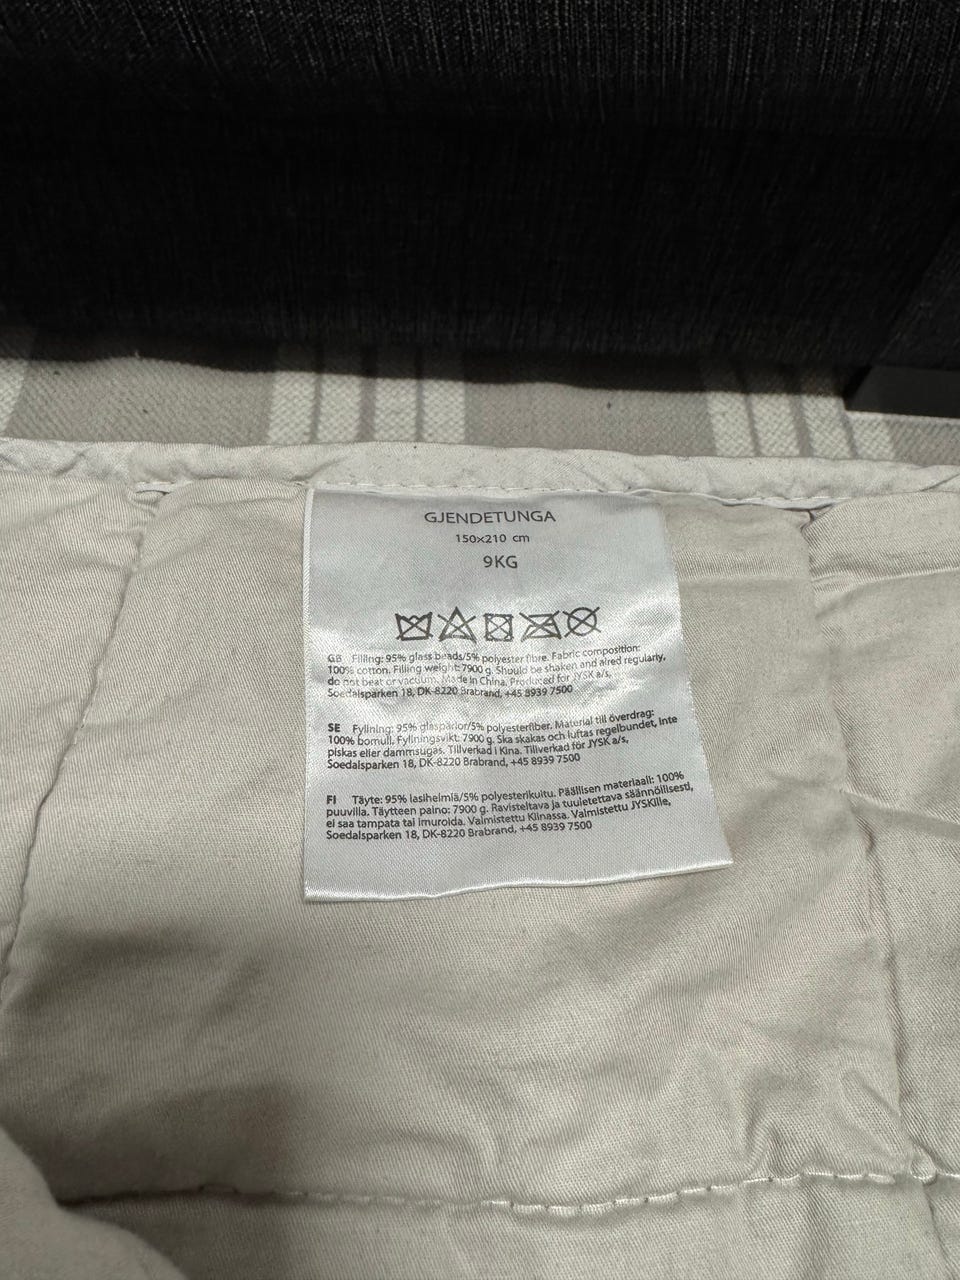 GJENDETUNGA
150x210 cm
9KG
GB Filling: 95% glass beads/5% polyester fibre. Fabric composition:
100% cotton. Filling weight: 7900 g. Should be shaken and aired regularly,
do not beat or vacuum. Made in China. Produced for JYSK a/s,
Soedalsparken 18, DK-8220 Brabrand, +45 8939 7500
SE Fyllning: 95% glaspärlor/5% polyesterfiber. Material till överdrag:
100% bomull. Fyllningsvikt: 7900 g. Ska skakas och luftas regelbundet, inte
piskas eller dammsugas. Tillverkad i Kina. Tillverkad för JYSK a/s,
Soedalsparken 18, DK-8220 Brabrand, +45 8939 7500
FI Täyte: 95% lasihelmiä/5% polyesterikuitu. Päällisen materiaali: 100%
puuvilla. Täytteen paino: 7900 g. Ravisteltava ja tuuletettava säännöllisesti,
ei saa tampata tai imuroida. Valmistettu Kiinassa. Valmistettu JYSKille,
Soedalsparken 18, DK-8220 Brabrand, +45 8939 7500